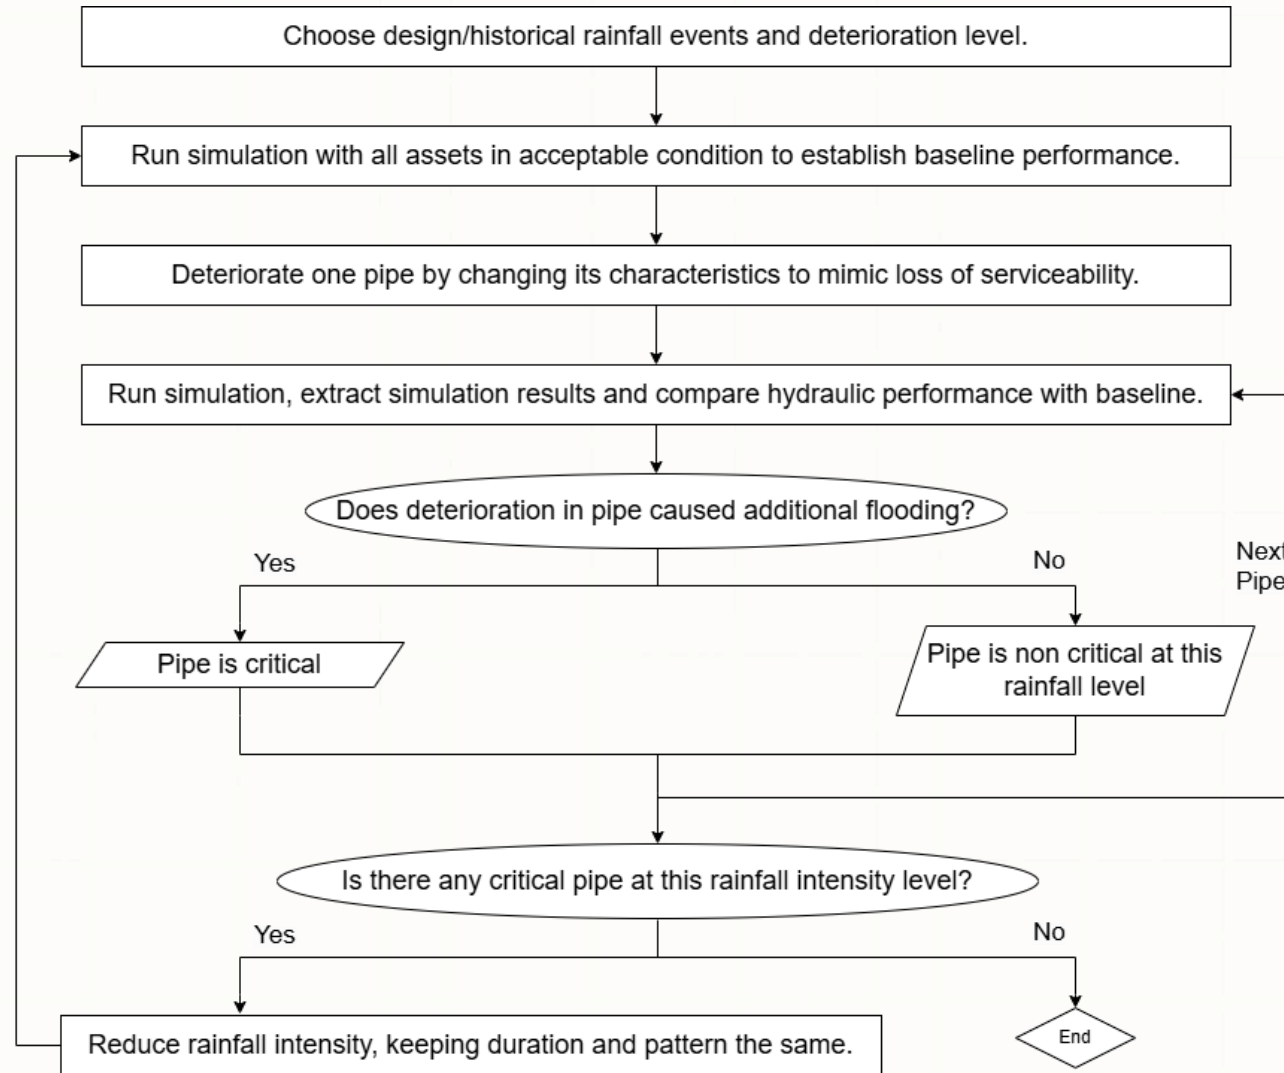 Choose design/historical rainfall events and deterioration level.
Run simulation with all assets in acceptable condition to establish baseline performance.
Deteriorate one pipe by changing its characteristics to mimic loss of serviceability.
Run simulation, extract simulation results and compare hydraulic performance with baseline.
Does deterioration in pipe caused additional flooding?
Yes
No
Next
Pipe
Pipe is critical
Pipe is non critical at this
rainfall level
Is there any critical pipe at this rainfall intensity level?
Yes
No
Reduce rainfall intensity, keeping duration and pattern the same.
End